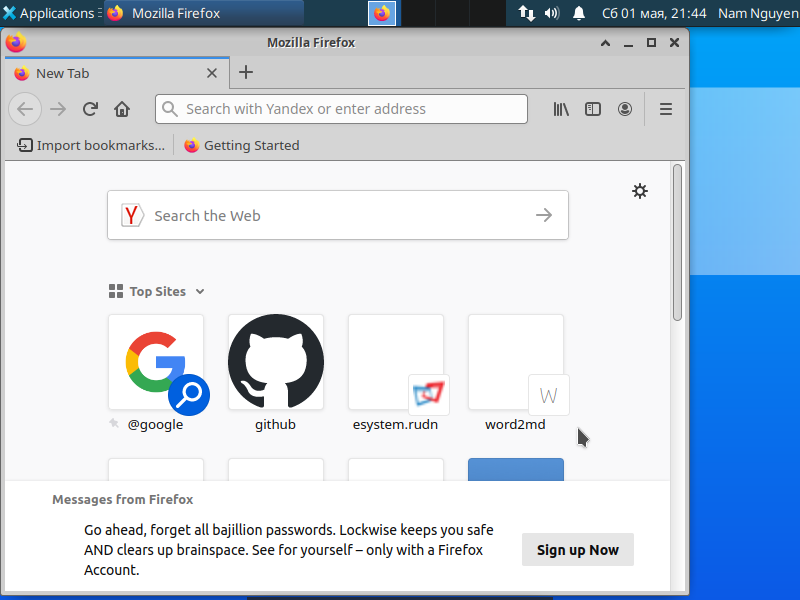 Applications
Mozilla Firefox
Сб 01 мая, 21:44
Nam Nguyen
Mozilla Firefox
New Tab
Search with Yandex or enter address
Import bookmarks...
Getting Started
Y
Search the Web
Top Sites
@google
github
esystem.rudn
W
word2md
Messages from Firefox
Go ahead, forget all bajillion passwords. Lockwise keeps you safe
AND clears up brainspace. See for yourself – only with a Firefox
Account.
Sign up Now